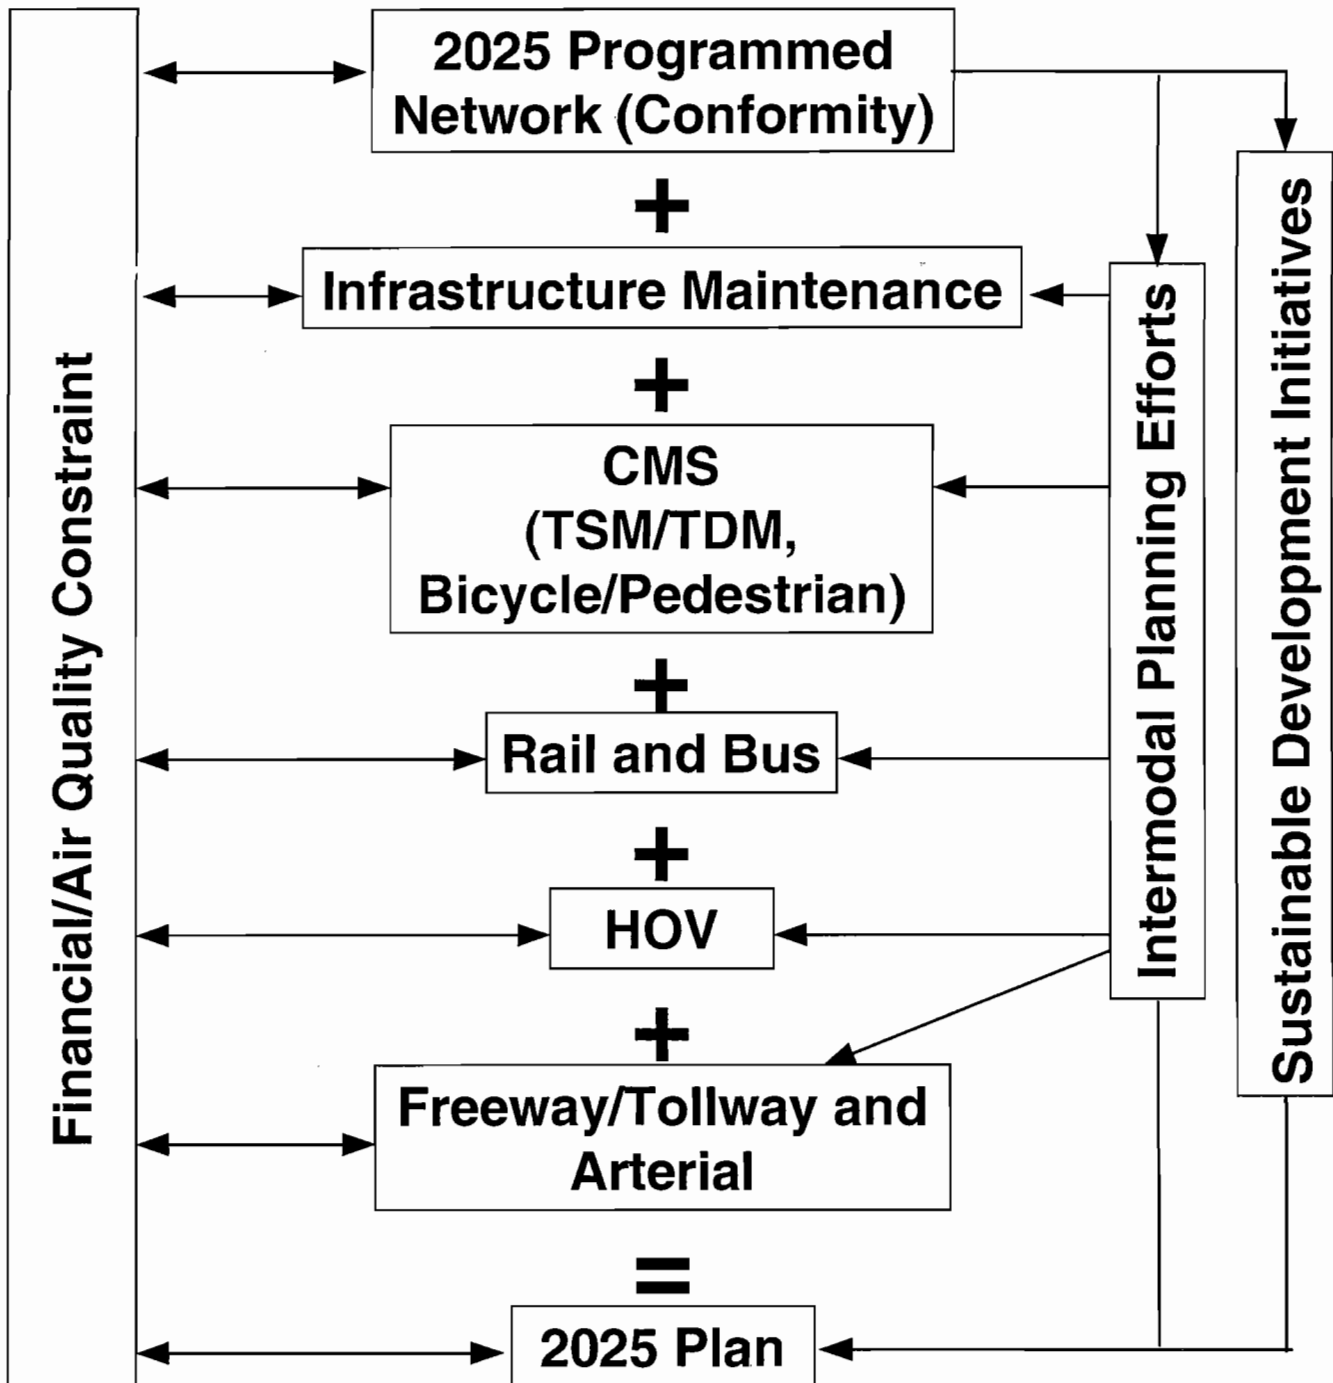 2025 Programmed
Network (Conformity)
+
Infrastructure Maintenance
+
CMS
(TSM/TDM,
Bicycle/Pedestrian)
+
Rail and Bus
+
HOV
+
Freeway/Tollway and
Arterial
=
2025 Plan
Financial/Air Quality Constraint
Intermodal Planning Efforts
Sustainable Development Initiatives